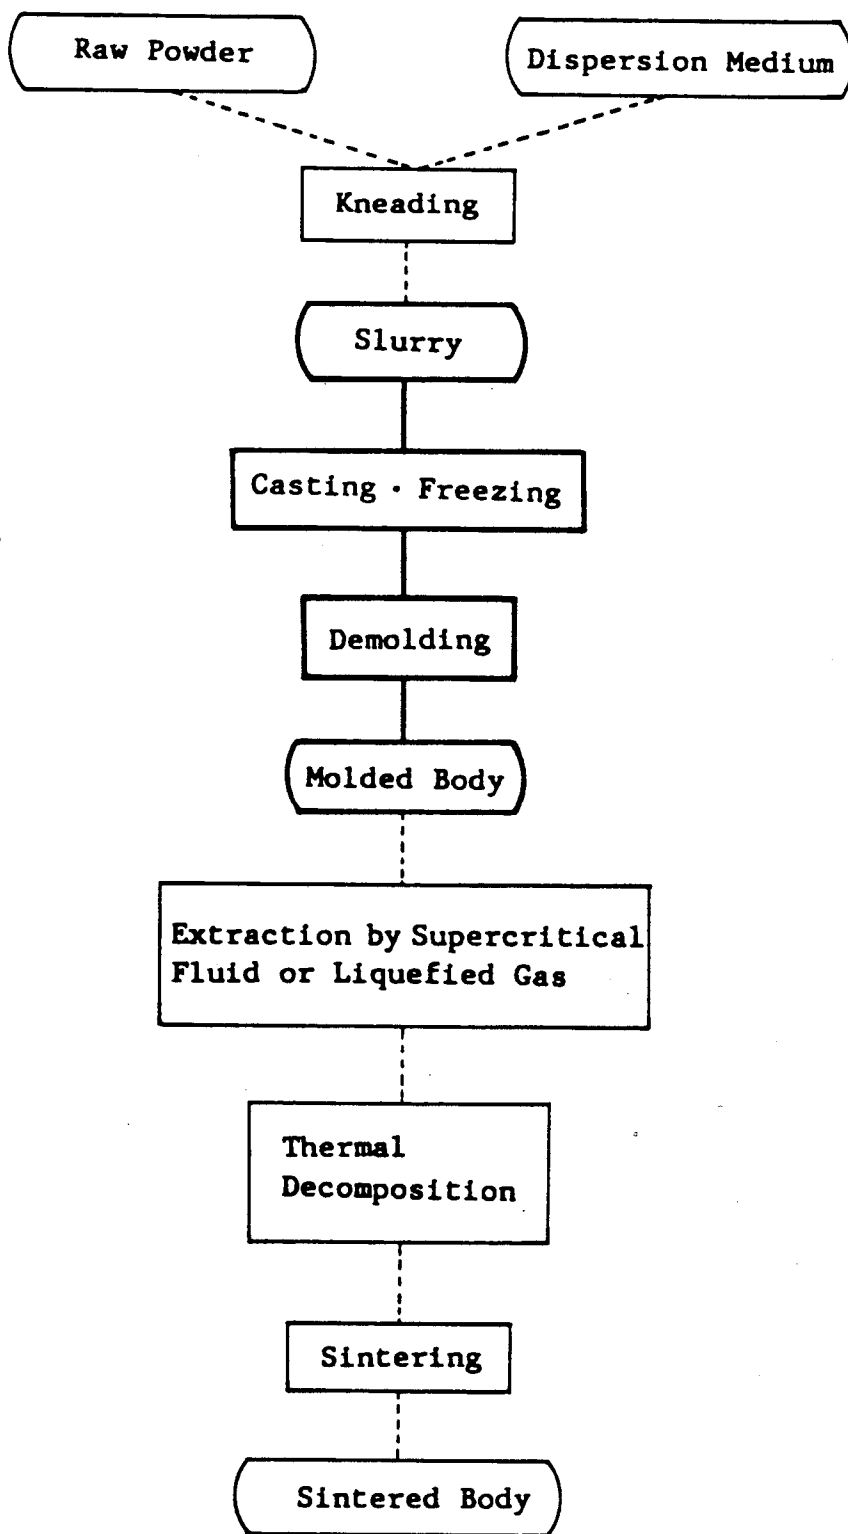 Raw Powder
Dispersion Medium
Kneading
Slurry
Casting · Freezing
Demolding
Molded Body
Extraction by Supercritical
Fluid or Liquefied Gas
Thermal
Decomposition
Sintering
Sintered Body